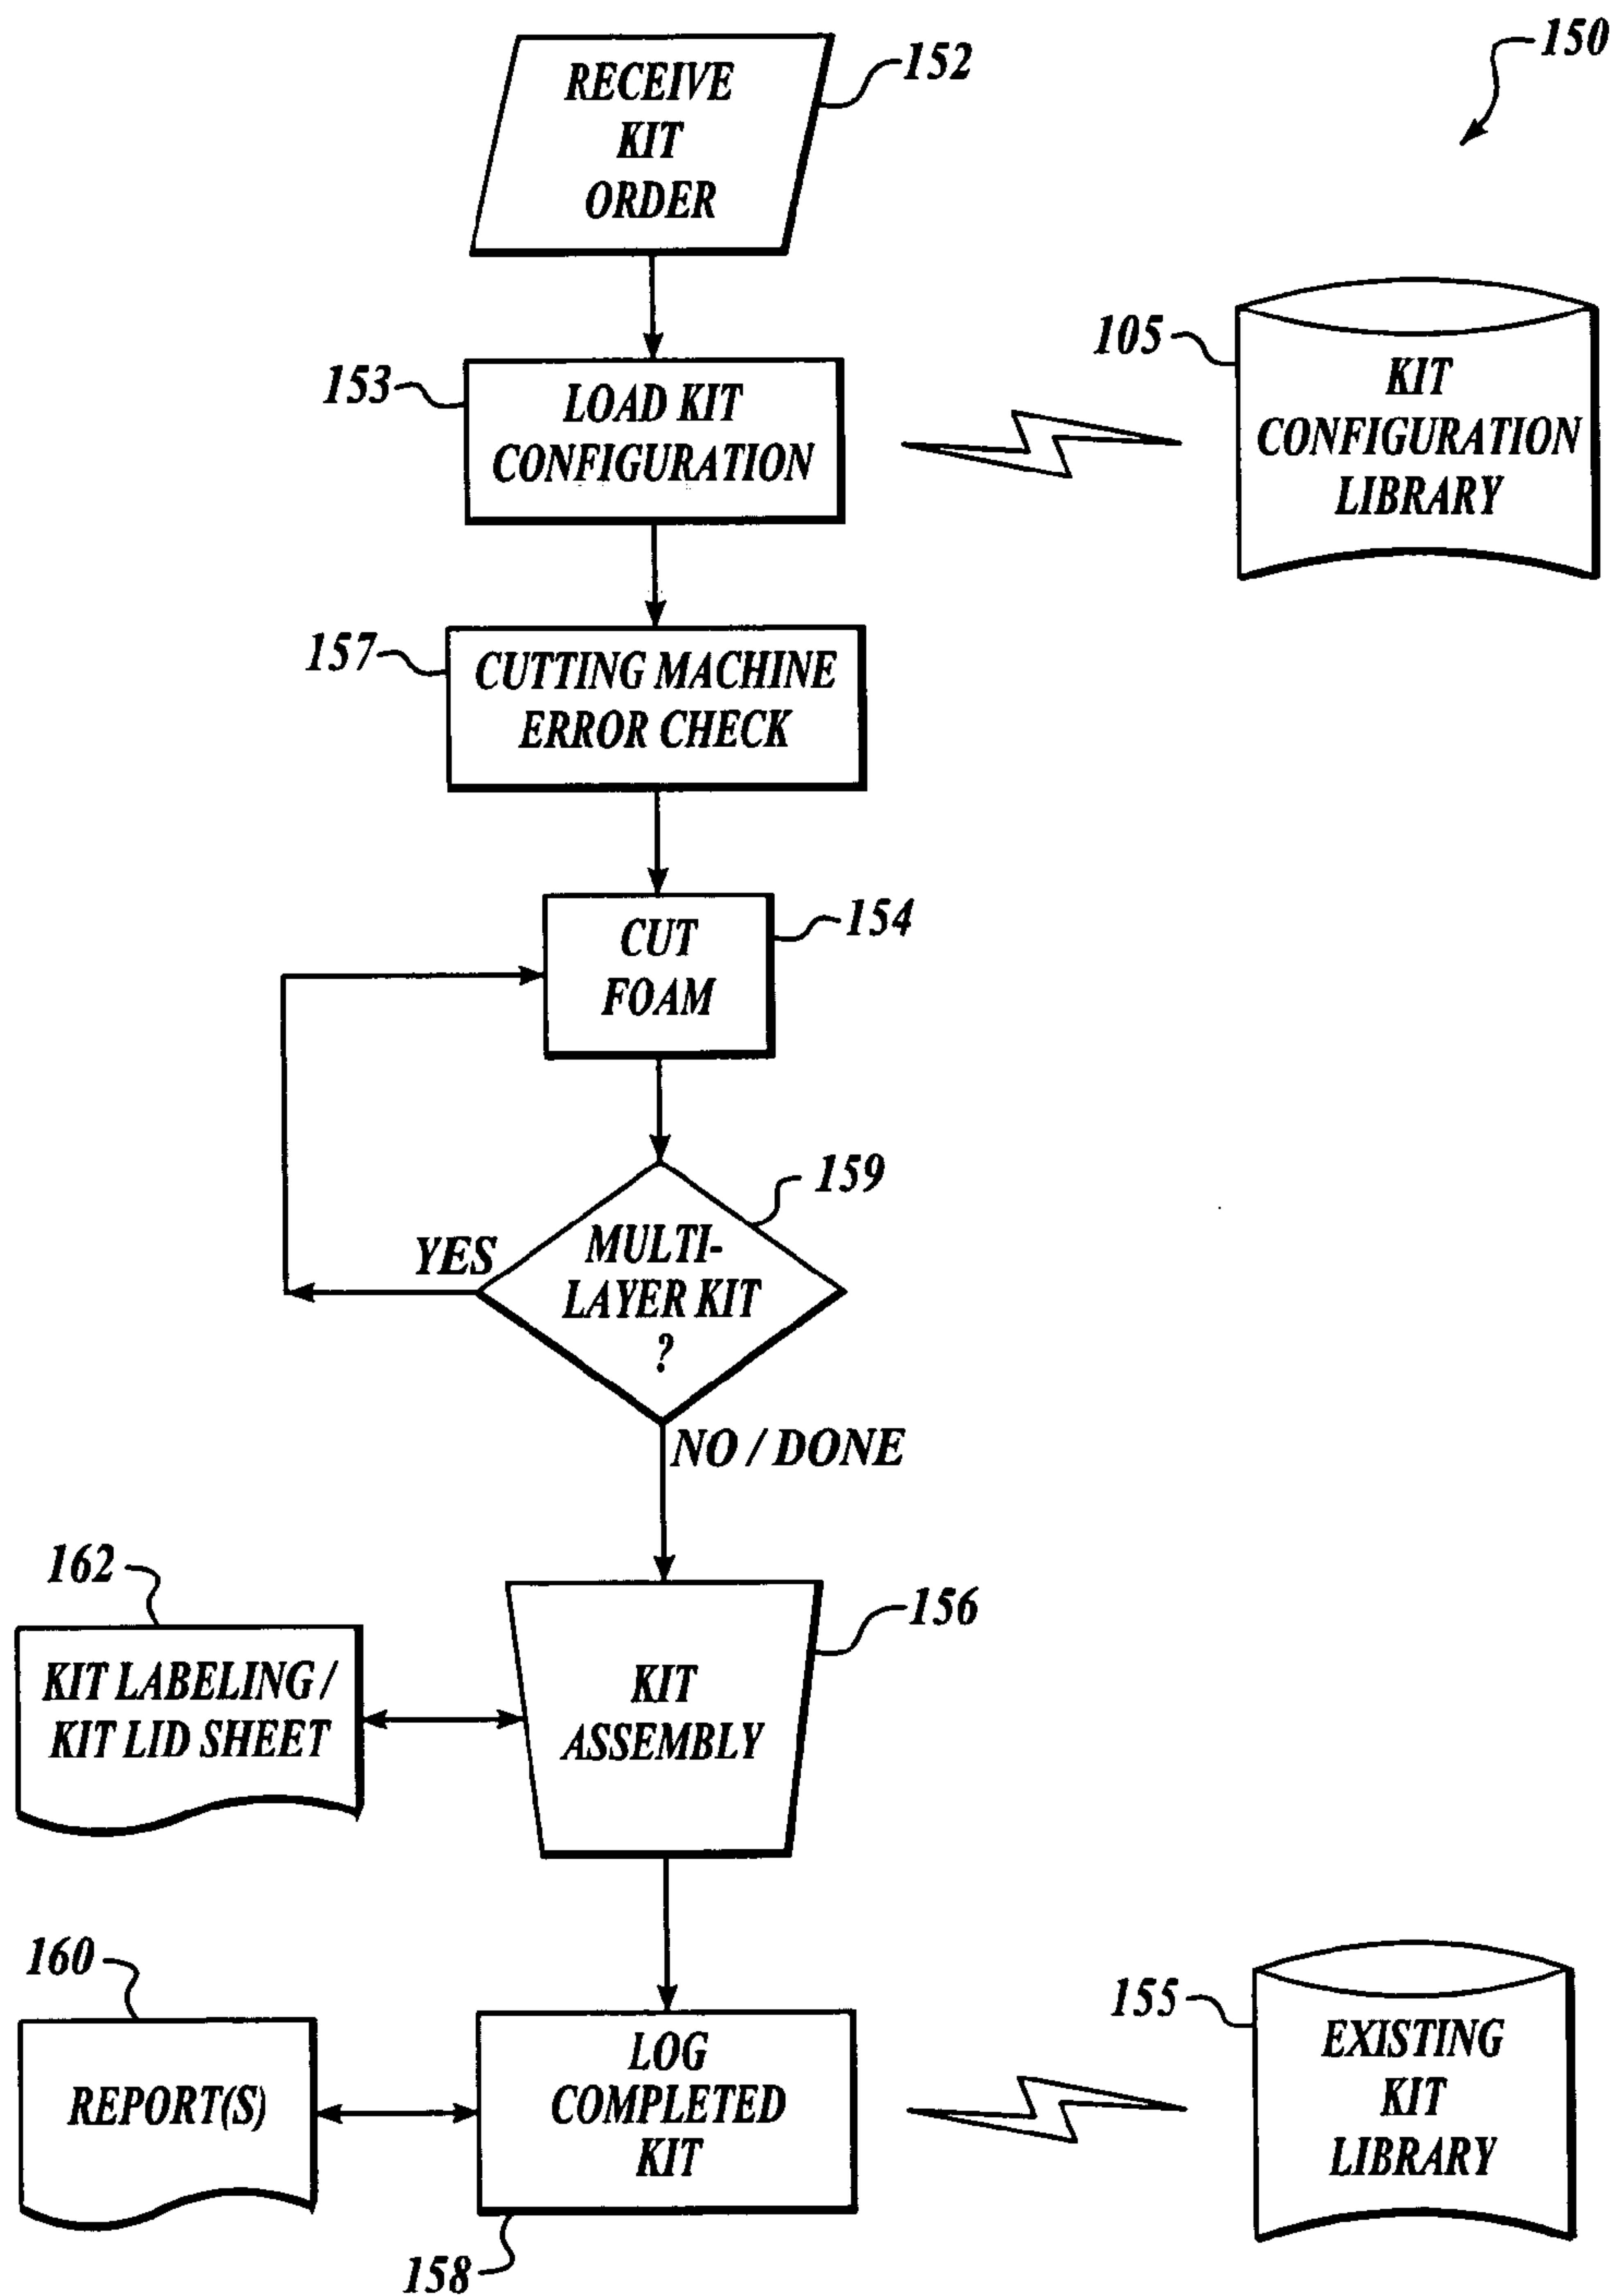 150
RECEIVE
KIT
ORDER
152
153
LOAD KIT
CONFIGURATION
105
KIT
CONFIGURATION
LIBRARY
157
CUTTING MACHINE
ERROR CHECK
CUT
FOAM
154
159
MULTI-
LAYER KIT
?
YES
NO / DONE
162
KIT LABELING /
KIT LID SHEET
KIT
ASSEMBLY
156
160
REPORT(S)
LOG
COMPLETED
KIT
158
155
EXISTING
KIT
LIBRARY